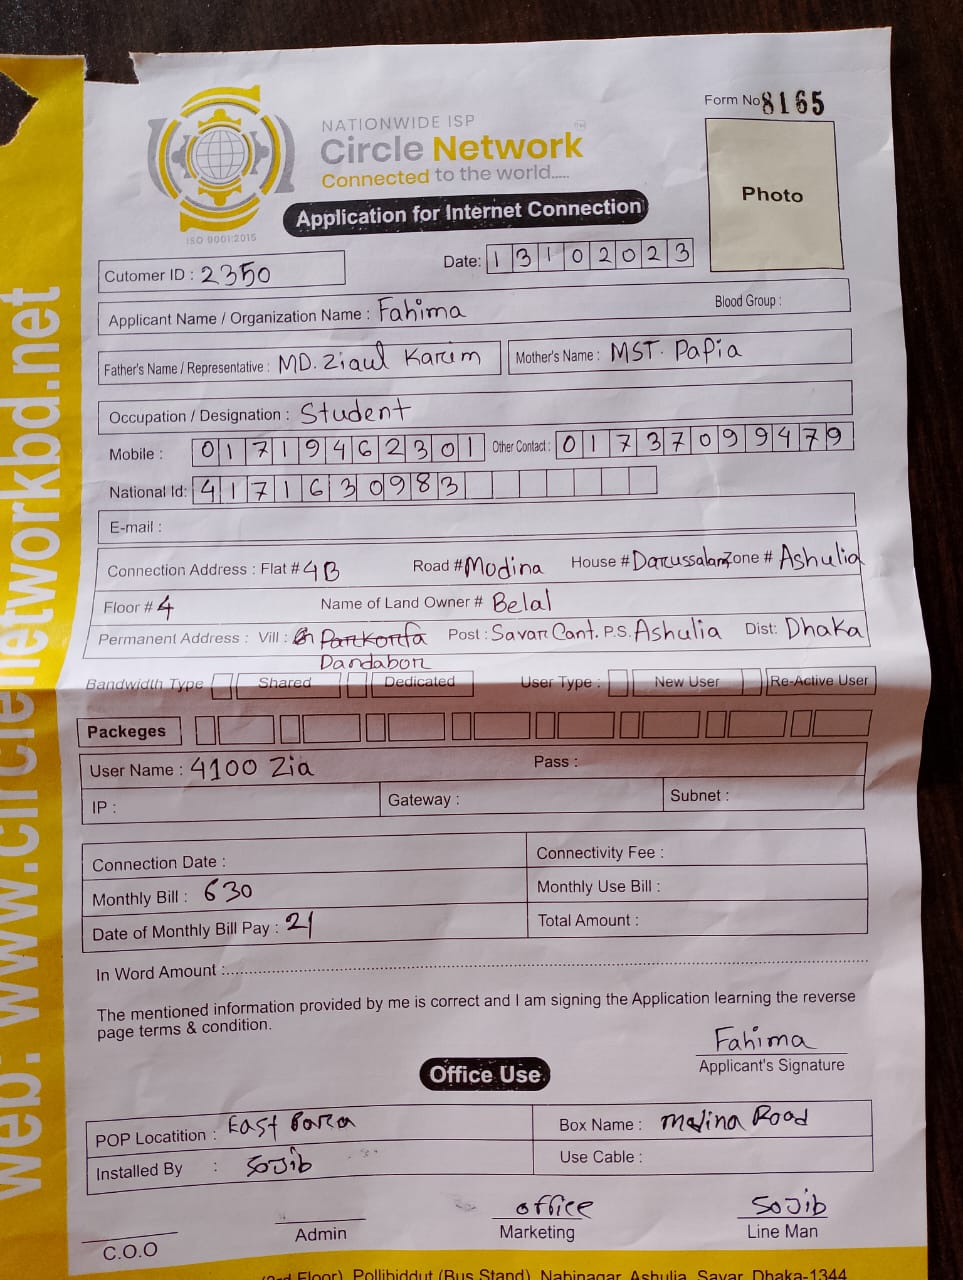 Form No 8165
NATIONWIDE ISP
Circle Network
Connected to the world.....
ISO 9001:2015
Photo
Application for Internet Connection
Cutomer ID : 2350
Date: 13102023
Applicant Name / Organization Name : Fahima
Blood Group :
Father's Name / Representative : MD. Ziaul Karim
Mother's Name : MST. Papia
Occupation / Designation : Student
Mobile : 01719462301 Other Contact : 01737099479
National Id: 4171630983
E-mail :
Connection Address : Flat # 4B Road # Modina House # Darussalam Zone # Ashulia
Floor # 4 Name of Land Owner # Belal
Permanent Address : Vill : Post : Savar Cant. P.S. Ashulia Dist: Dhaka
Dandabor
Bandwidth Type Shared Dedicated User Type : New User Re-Active User
Packeges
User Name : 4100 Zia Pass :
IP : Gateway : Subnet :
Connection Date : Connectivity Fee :
Monthly Bill : 630 Monthly Use Bill :
Date of Monthly Bill Pay : 21 Total Amount :
In Word Amount :
The mentioned information provided by me is correct and I am signing the Application learning the reverse
page terms & condition.
Fahima
Applicant's Signature
Office Use
POP Locatition : East Para Box Name : Madina Road
Installed By : Sojib Use Cable :
office Sojib
C.O.O Admin Marketing Line Man
Floor), Pollibiddut (Bus Stand), Nabinagar, Ashulia, Savar, Dhaka-1344
web: www.circlenetworkbd.net